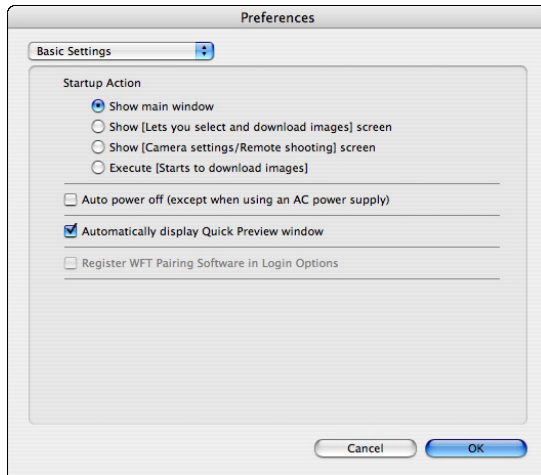 Preferences
Basic Settings
Startup Action
Show main window
Show [Lets you select and download images] screen
Show [Camera settings/Remote shooting] screen
Execute [Starts to download images]
Auto power off (except when using an AC power supply)
Automatically display Quick Preview window
Register WFT Pairing Software in Login Options
Cancel
OK